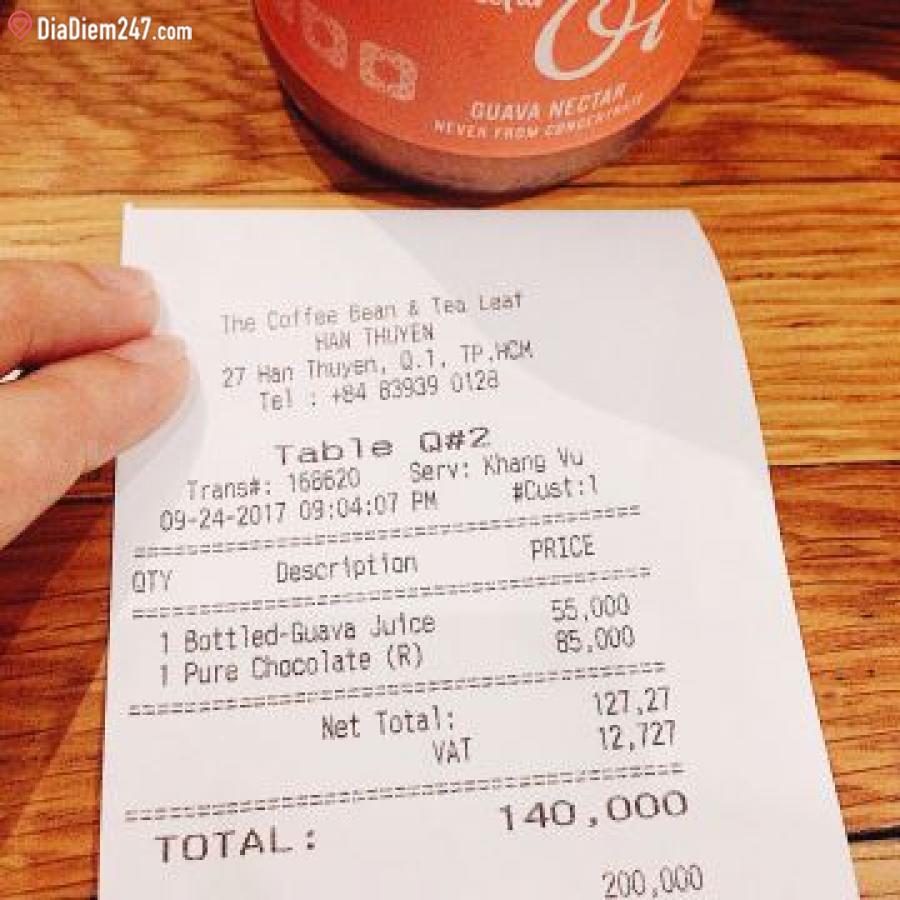 DiaDiem247.com
Ổi
GUAVA NECTAR
NEVER FROM CONCENTRATE
The Coffee Bean & Tea Leaf
HAN THUYEN
27 Han Thuyen, Q.1, TP.HCM
Tel : +84 83939 0128
Table Q#2
Trans#: 166620 Serv: Khang Vu
09-24-2017 09:04:07 PM #Cust:1
QTY Description PRICE
1 Bottled-Guava Juice 55,000
1 Pure Chocolate (R) 85,000
Net Total: 127,27
VAT 12,727
TOTAL: 140,000
200,000